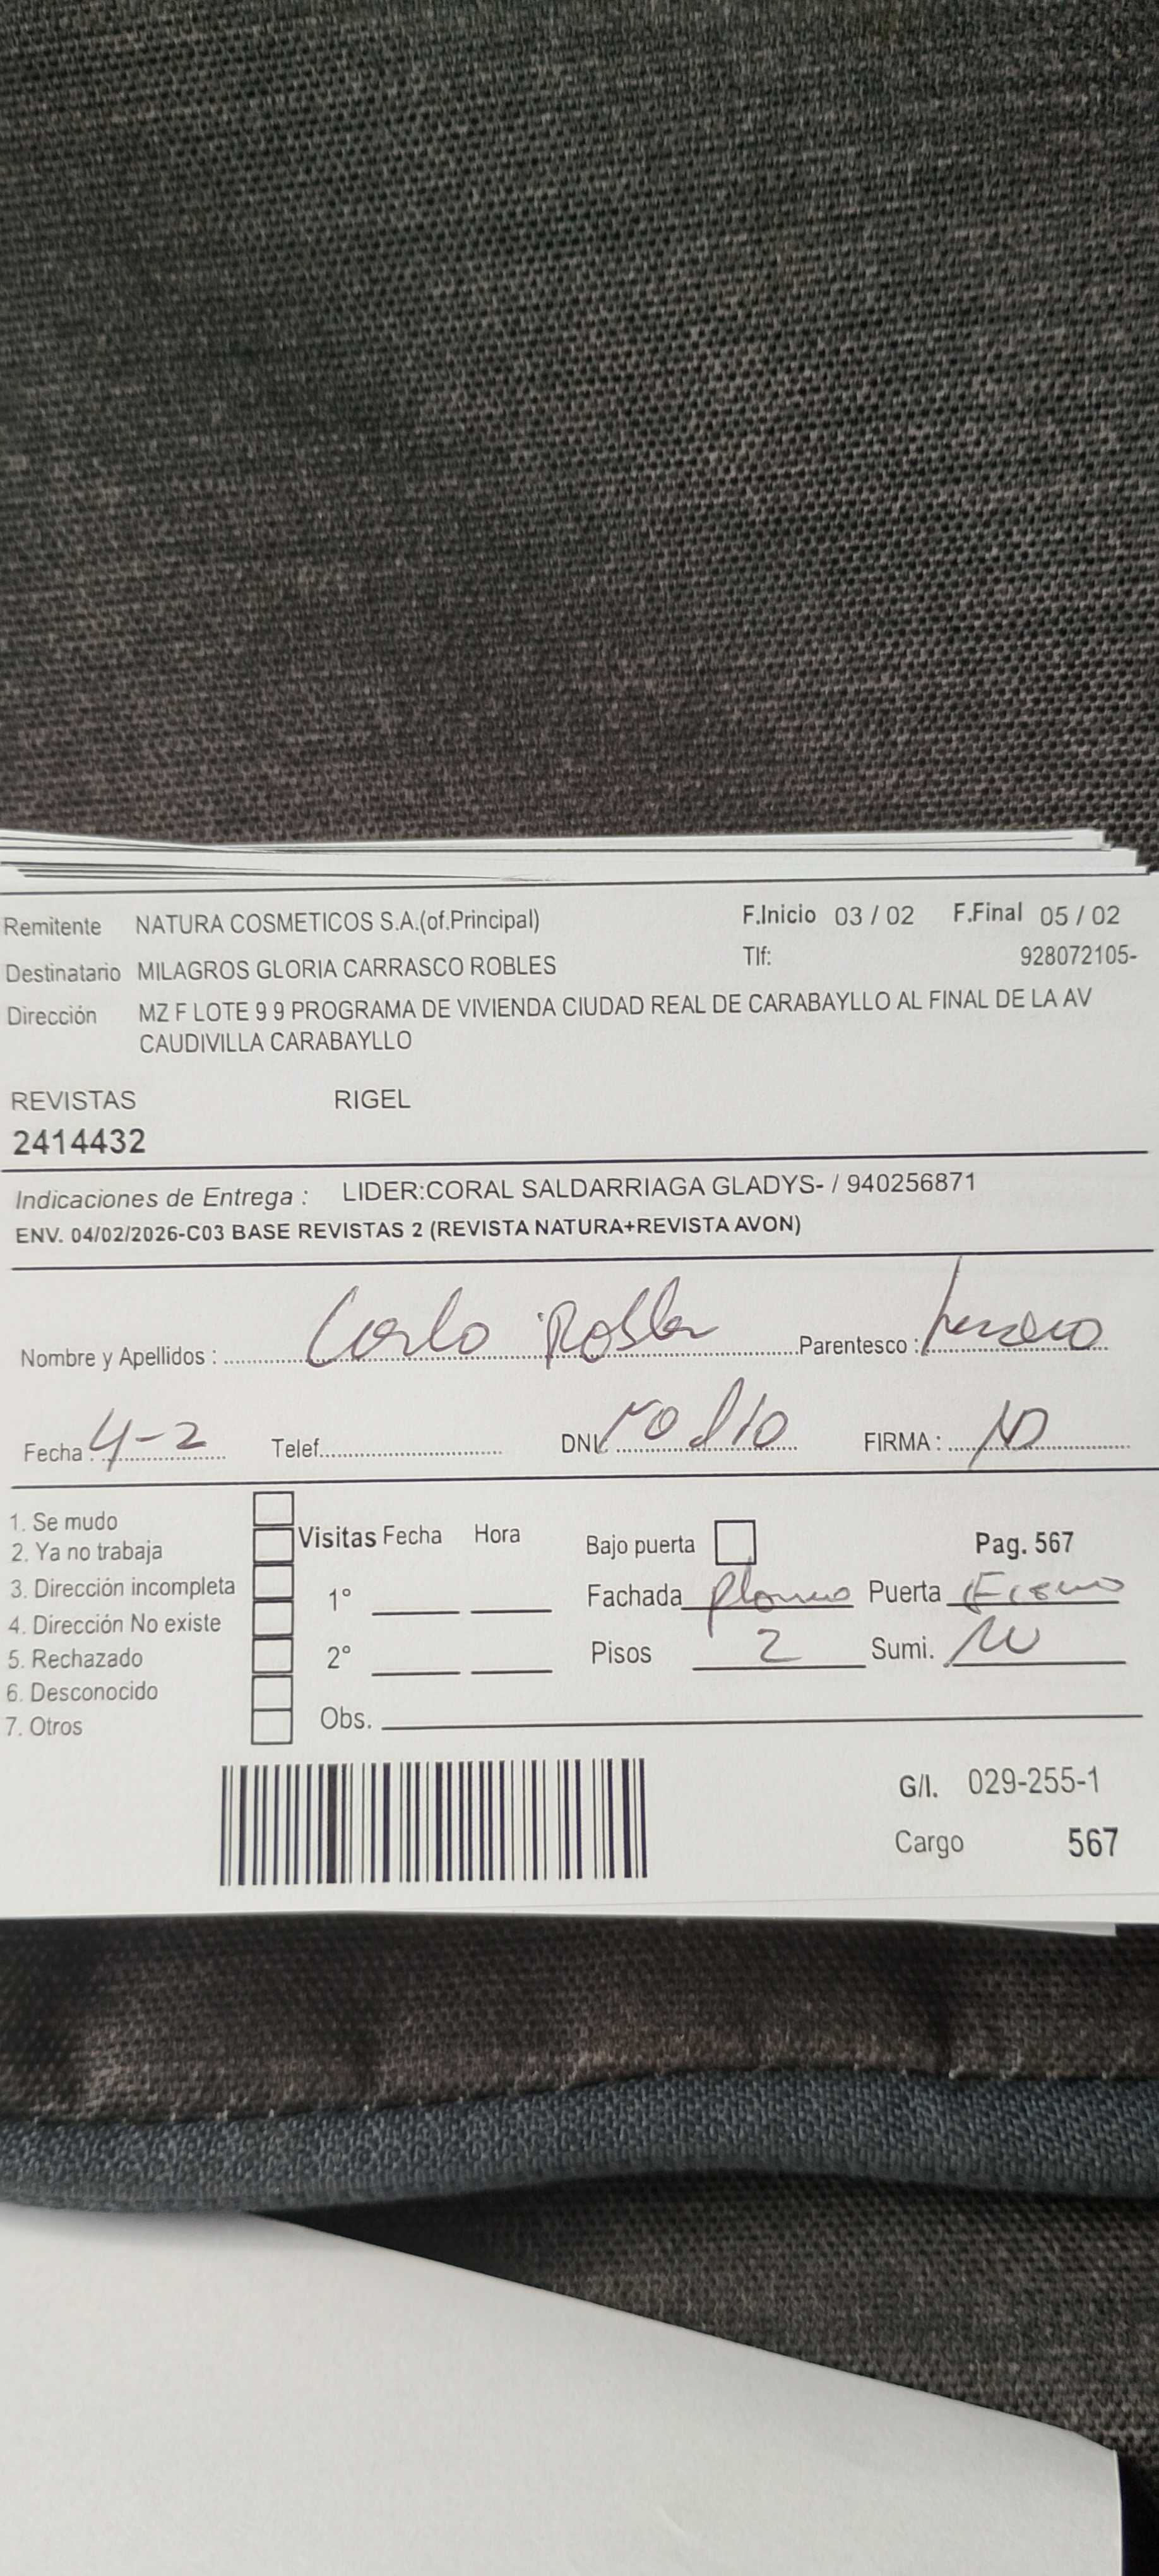 Remitente NATURA COSMETICOS S.A.(of.Principal) F.Inicio 03 / 02 F.Final 05 / 02
Destinatario MILAGROS GLORIA CARRASCO ROBLES Tlf: 928072105-
Dirección MZ F LOTE 9 9 PROGRAMA DE VIVIENDA CIUDAD REAL DE CARABAYLLO AL FINAL DE LA AV
CAUDIVILLA CARABAYLLO
REVISTAS RIGEL
2414432
Indicaciones de Entrega : LIDER:CORAL SALDARRIAGA GLADYS- / 940256871
ENV. 04/02/2026-C03 BASE REVISTAS 2 (REVISTA NATURA+REVISTA AVON)
Nombre y Apellidos : Carlo Parentesco :
Fecha : 4-2 Telef. DNI. FIRMA :
1. Se mudo
2. Ya no trabaja
3. Dirección incompleta
4. Dirección No existe
5. Rechazado
6. Desconocido
7. Otros
Visitas Fecha Hora
1°
2°
Obs.
Bajo puerta Pag. 567
Fachada Puerta
Pisos 2 Sumi.
G/I. 029-255-1
Cargo 567